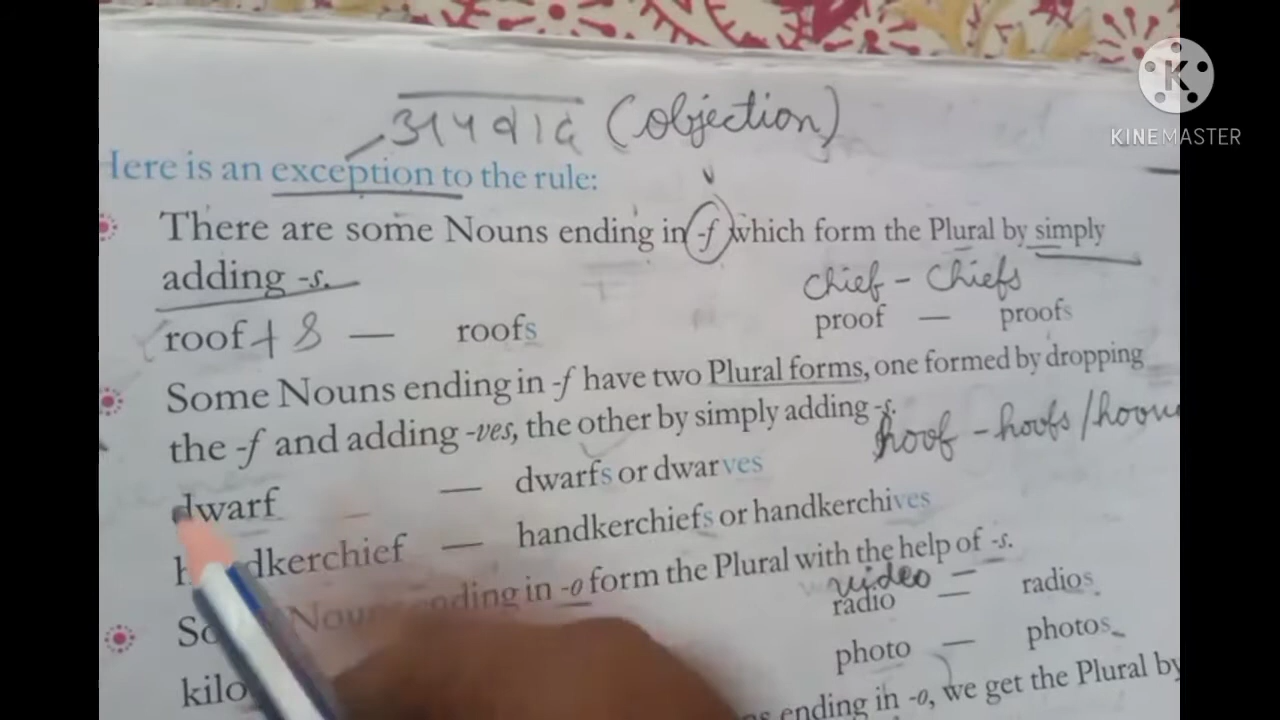 अपवाद (Objection)
K
KINEMASTER
Here is an exception to the rule:
There are some Nouns ending in -f which form the Plural by simply
adding -s.
chief - chiefs
roof + s — roofs proof — proofs
Some Nouns ending in -f have two Plural forms, one formed by dropping
the -f and adding -ves, the other by simply adding -s.
hoof - hoofs /
dwarf — dwarfs or dwarves
handkerchief — handkerchiefs or handkerchives
Nouns ending in -o form the Plural with the help of -s.
video —
radio — radios
photo — photos
kilo
ending in -o, we get the Plural by